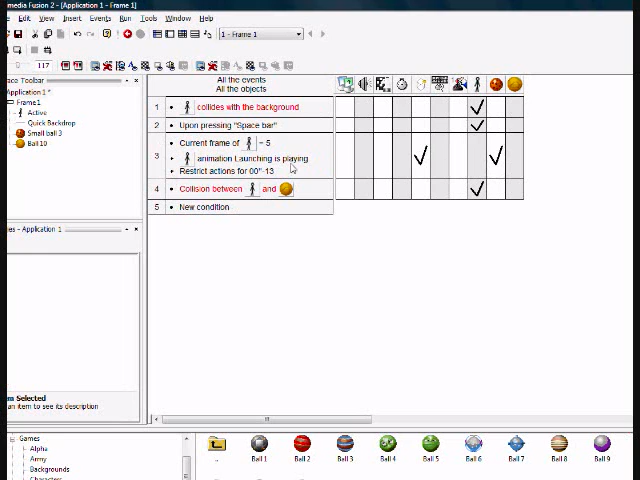 media Fusion 2 - [Application 1 - Frame 1]
Edit View Insert Events Run Tools Window Help
1 - Frame 1
117
ce Toolbar
Application 1 *
Frame1
Active
Quick Backdrop
Small ball 3
Ball 10
es - Application 1
All the events
All the objects
1 • collides with the background
2 • Upon pressing "Space bar"
3 • Current frame of = 5
• animation Launching is playing
• Restrict actions for 00"-13
4 • Collision between and
5 • New condition
m Selected
an item to see its description
Games
Alpha
Army
Backgrounds
Characters
..
Ball 1 Ball 2 Ball 3 Ball 4 Ball 5 Ball 6 Ball 7 Ball 8 Ball 9